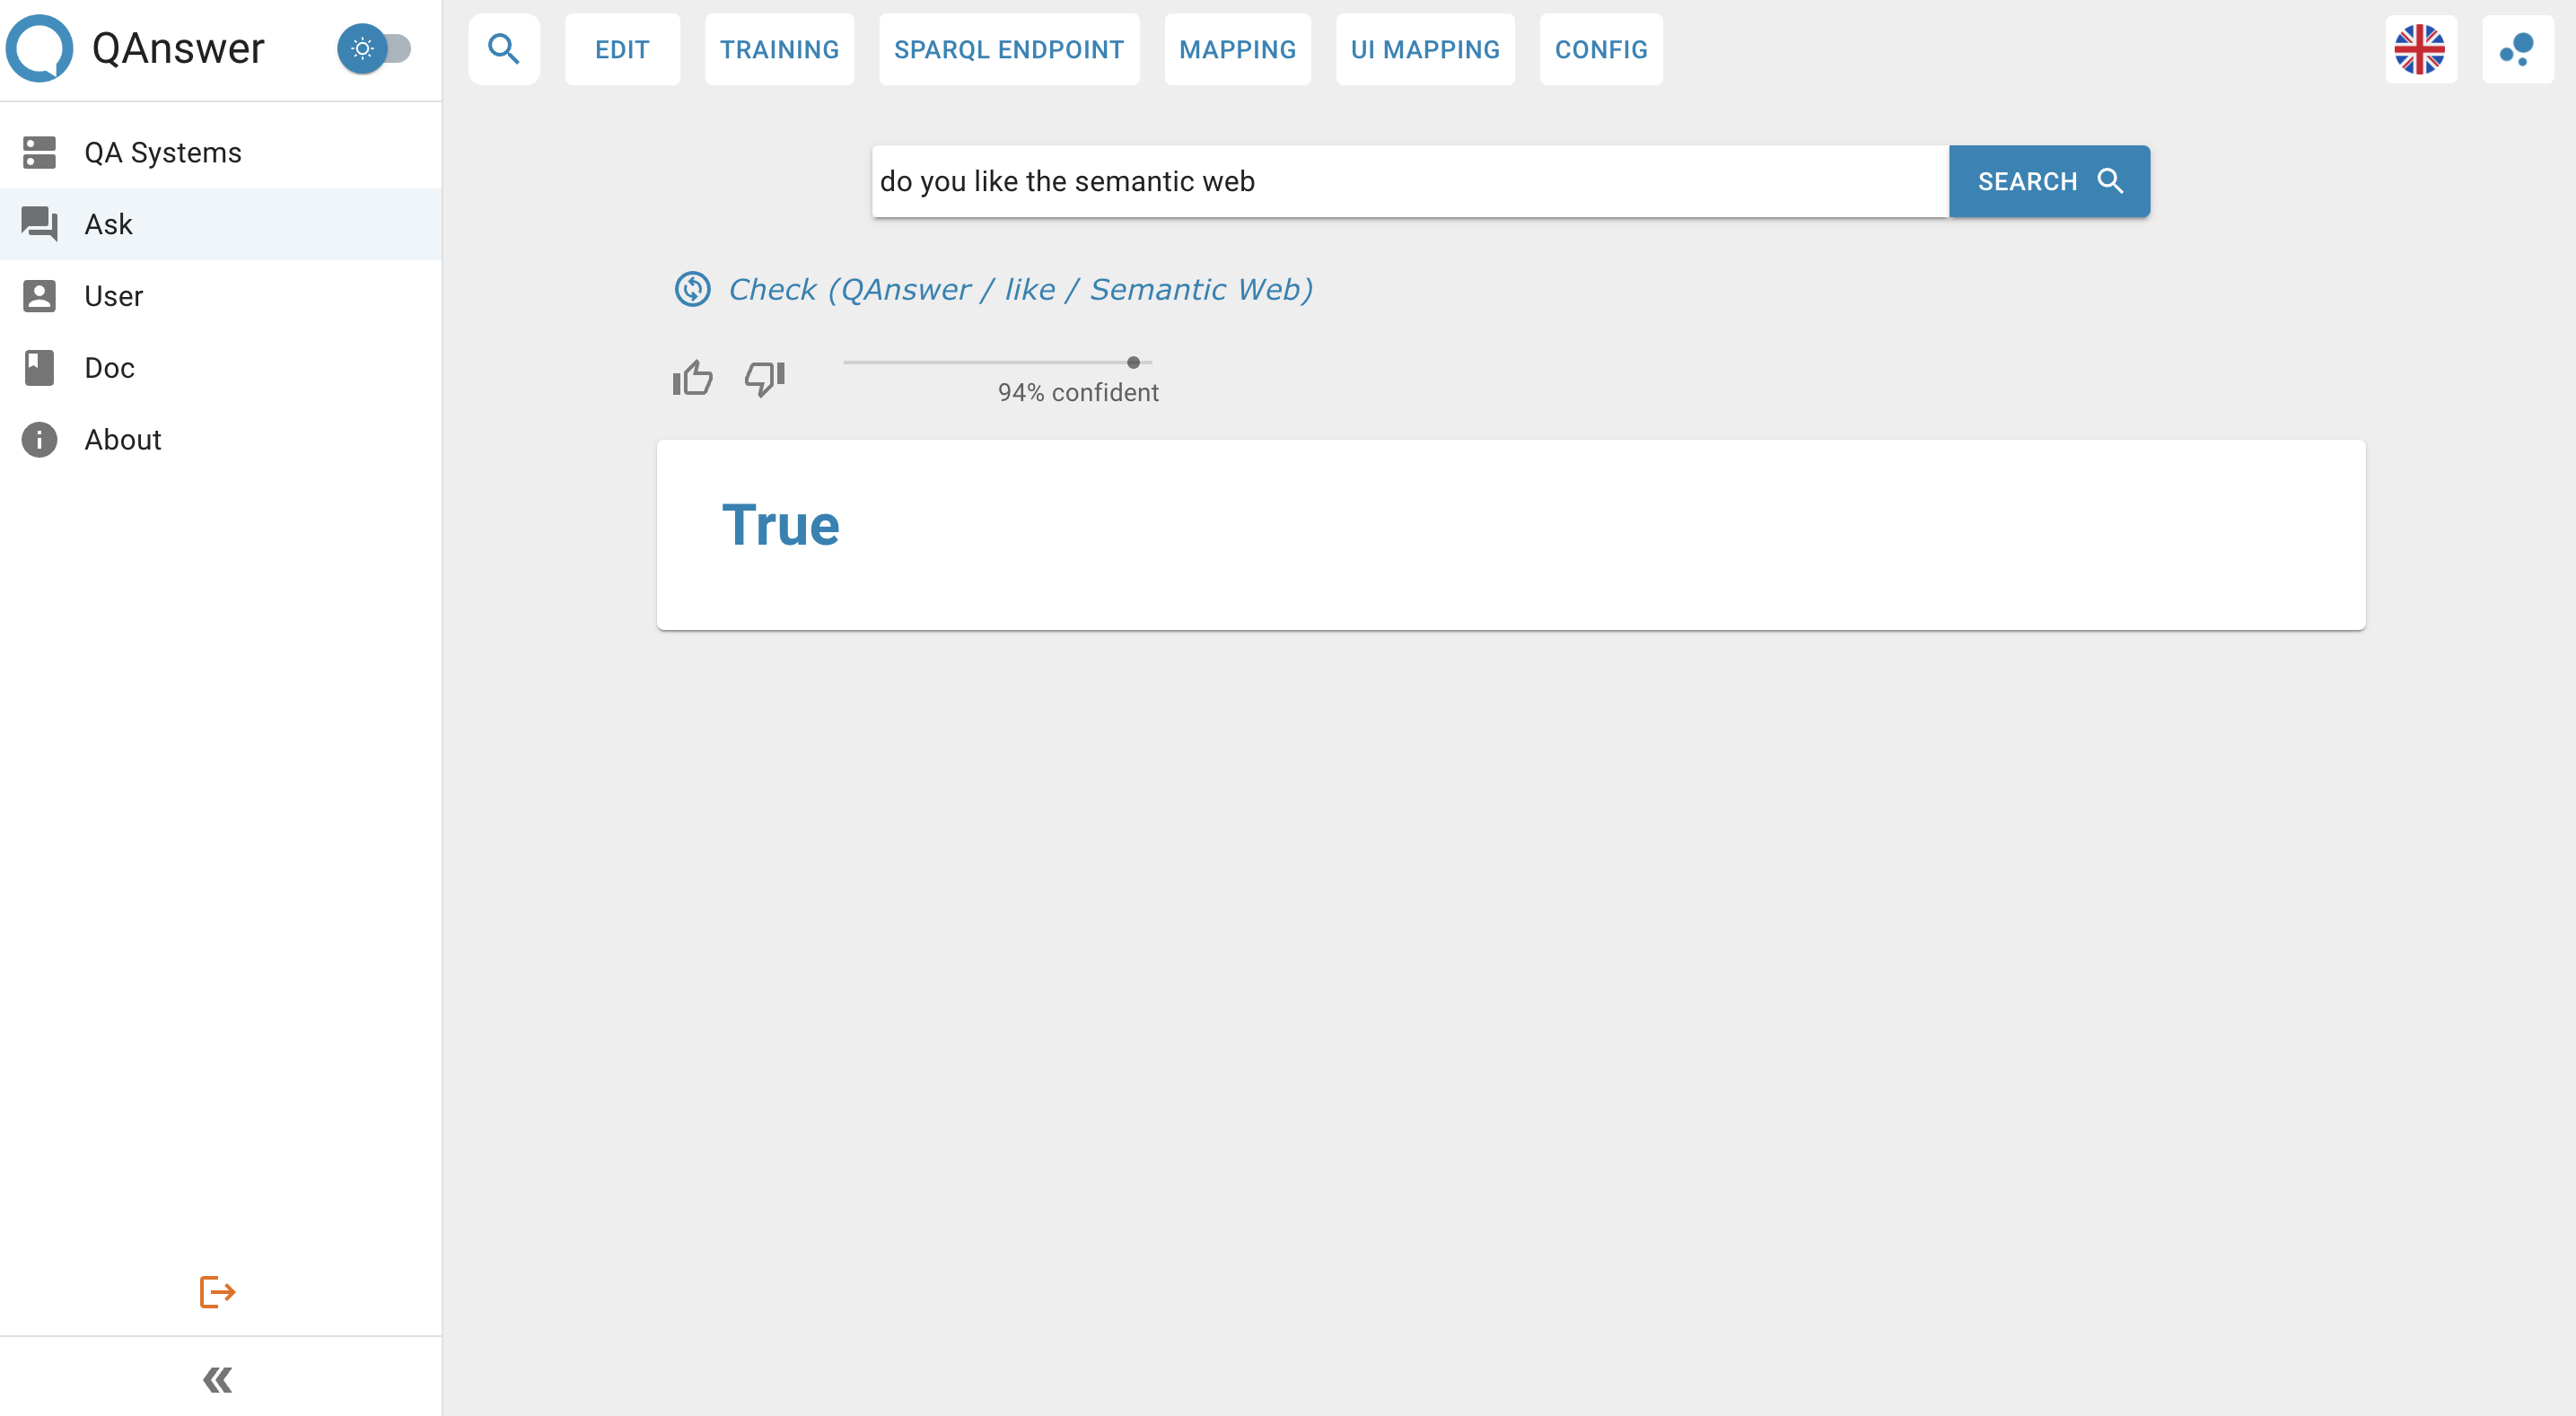 QAnswer
QA Systems
Ask
User
Doc
About
EDIT
TRAINING
SPARQL ENDPOINT
MAPPING
UI MAPPING
CONFIG
do you like the semantic web
SEARCH
Check (QAnswer / like / Semantic Web)
94% confident
True